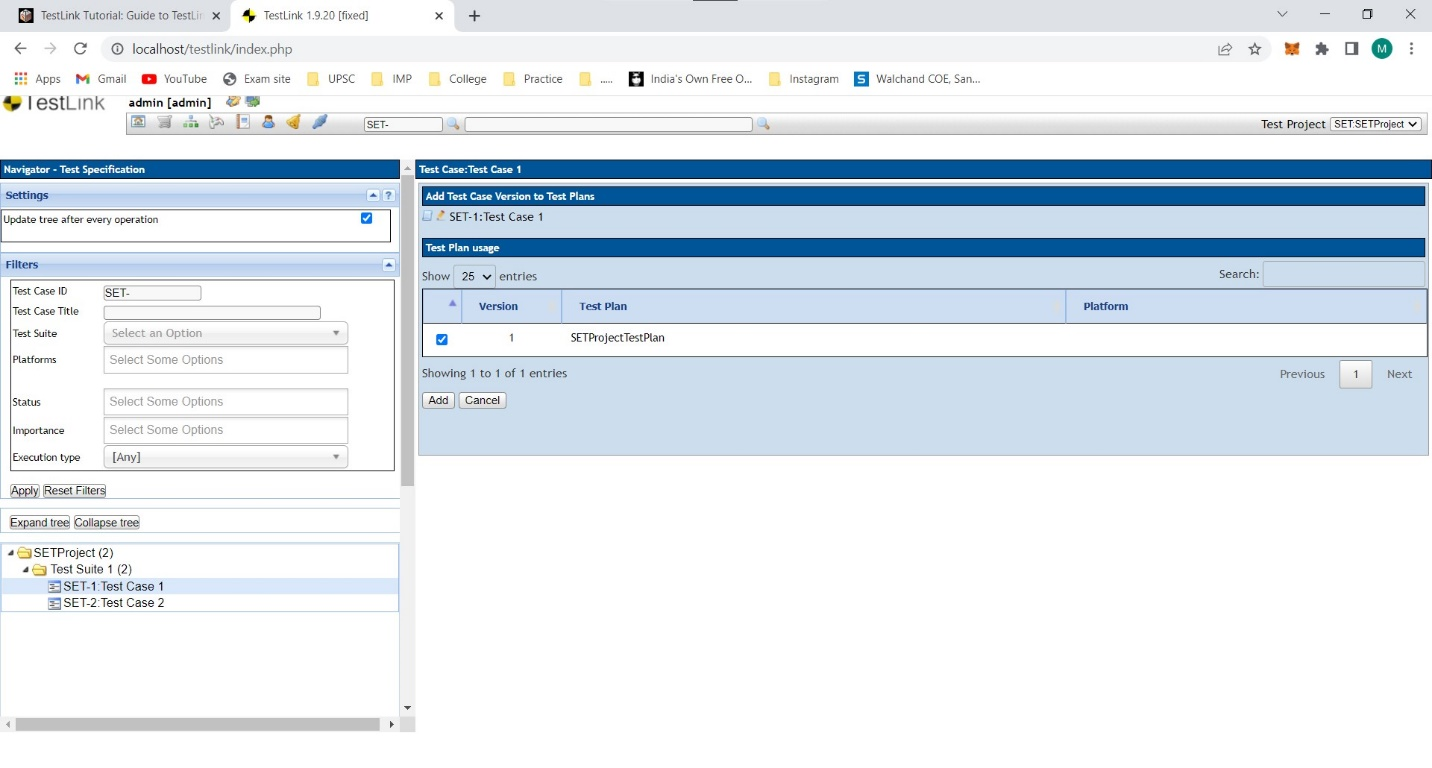 TestLink Tutorial: Guide to TestLin
TestLink 1.9.20 [fixed]
localhost/testlink/index.php
M
Apps Gmail YouTube Exam site UPSC IMP College Practice ..... India's Own Free O... Instagram S Walchand COE, San...
TestLink admin [admin]
SET-
Test Project SET:SETProject
Navigator - Test Specification
Settings ?
Update tree after every operation
Filters
Test Case ID SET-
Test Case Title
Test Suite Select an Option
Platforms Select Some Options
Status Select Some Options
Importance Select Some Options
Execution type [Any]
Apply Reset Filters
Expand tree Collapse tree
SETProject (2)
Test Suite 1 (2)
SET-1:Test Case 1
SET-2:Test Case 2
Test Case:Test Case 1
Add Test Case Version to Test Plans
SET-1:Test Case 1
Test Plan usage
Show 25 entries Search:
Version Test Plan Platform
1 SETProjectTestPlan
Showing 1 to 1 of 1 entries Previous 1 Next
Add Cancel